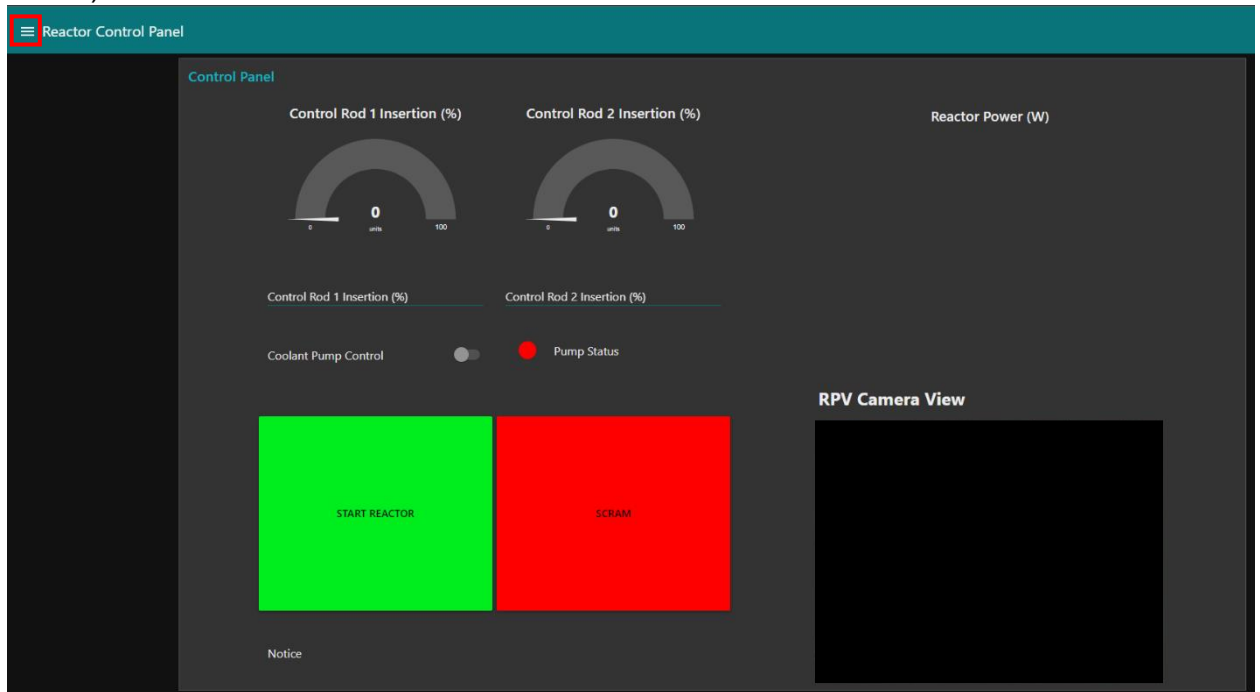 Reactor Control Panel
Control Panel
Control Rod 1 Insertion (%)
Control Rod 2 Insertion (%)
Reactor Power (W)
0
units
0
100
0
units
0
100
Control Rod 1 Insertion (%)
Control Rod 2 Insertion (%)
Coolant Pump Control
Pump Status
RPV Camera View
START REACTOR
SCRAM
Notice